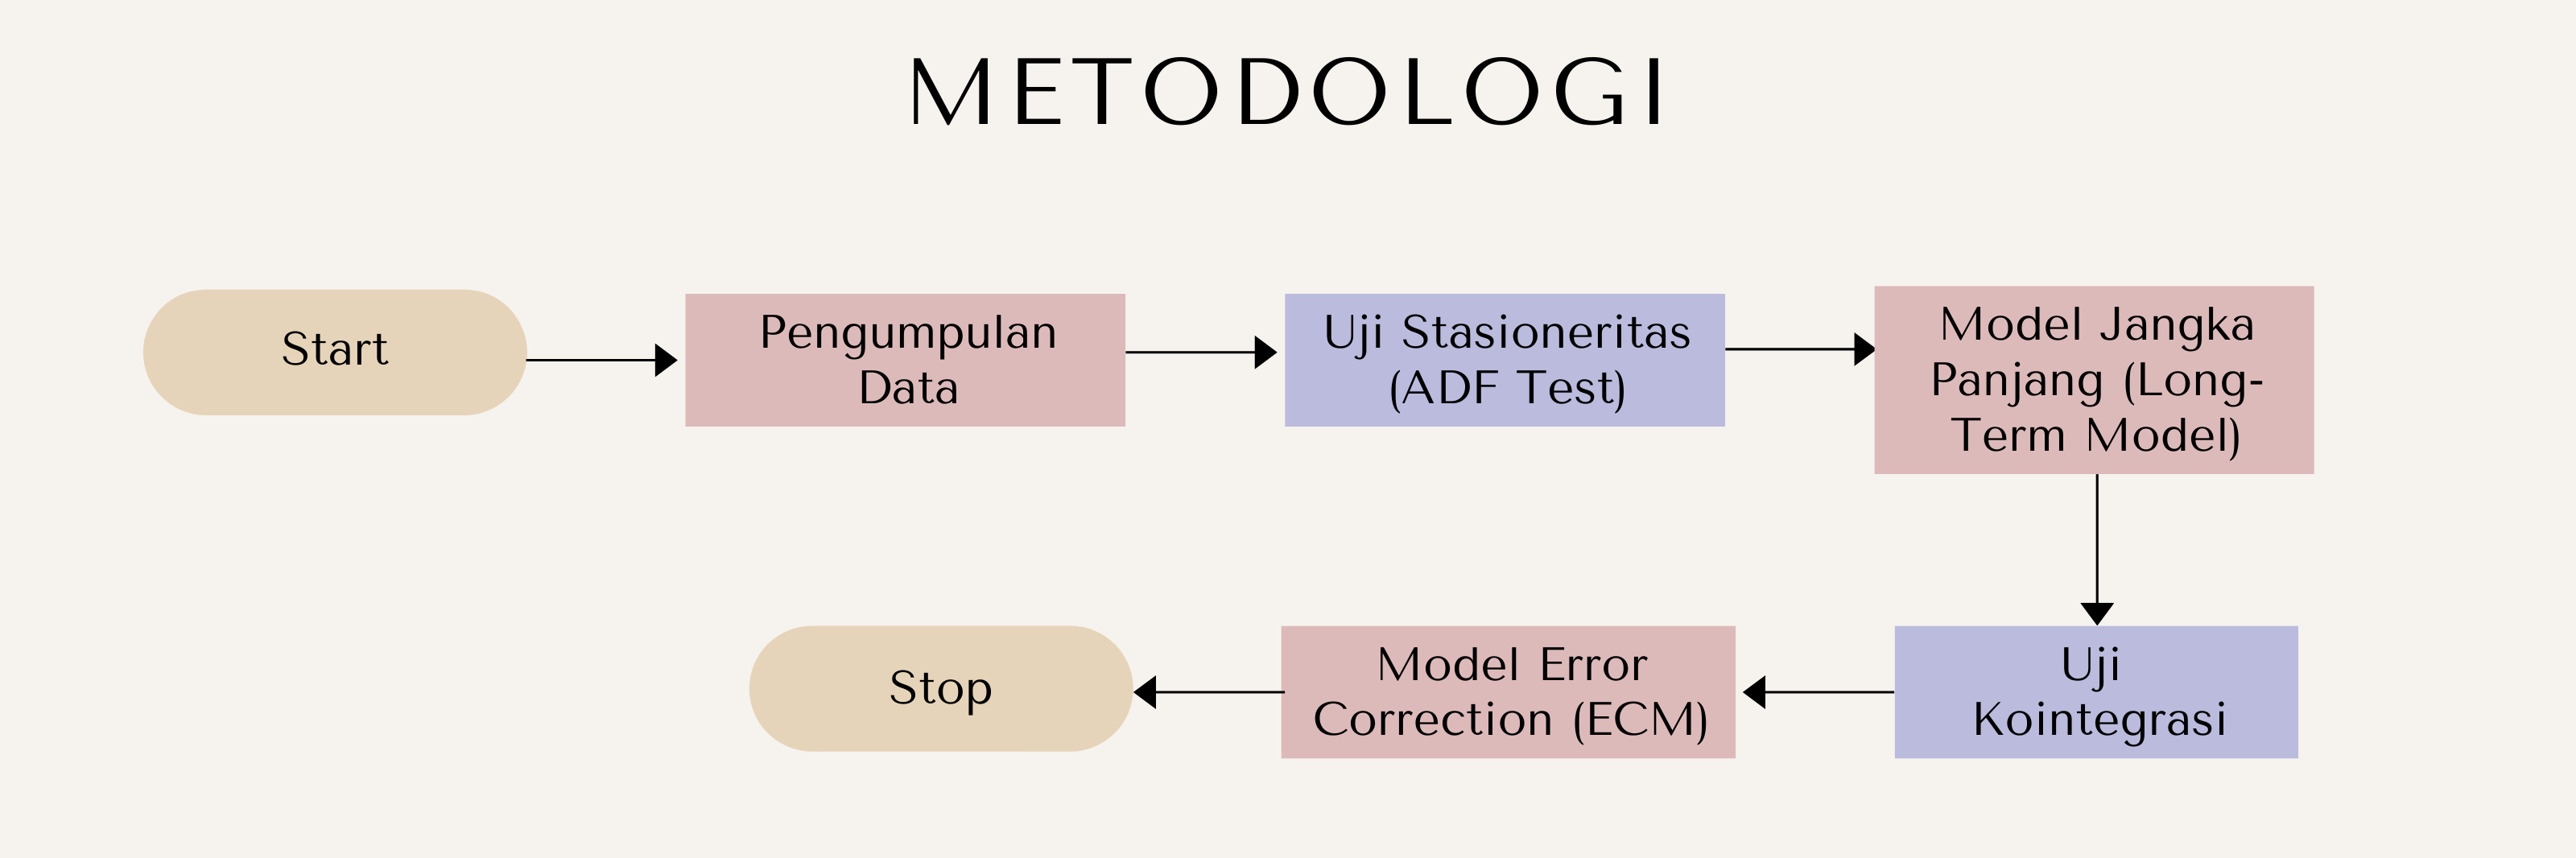 METODOLOGI
Start
Pengumpulan
Data
Uji Stasioneritas
(ADF Test)
Model Jangka
Panjang (Long-
Term Model)
Uji
Kointegrasi
Model Error
Correction (ECM)
Stop